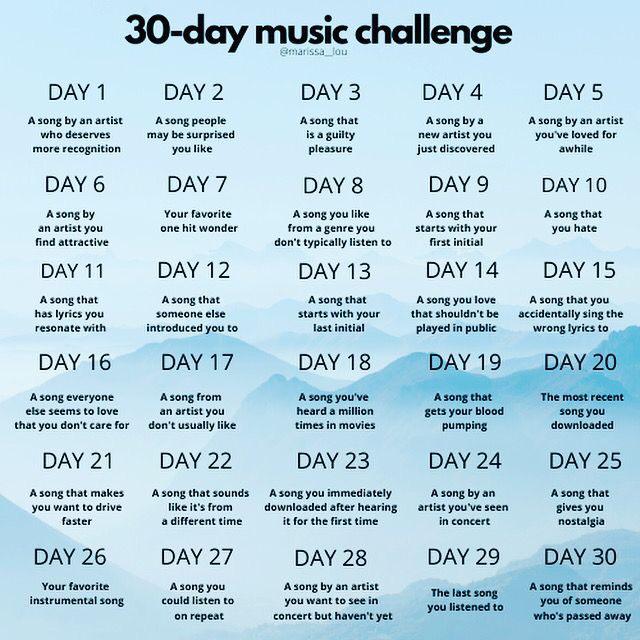 30-day music challenge
@marissa__lou
DAY 1
A song by an artist
who deserves
more recognition
DAY 2
A song people
may be surprised
you like
DAY 3
A song that
is a guilty
pleasure
DAY 4
A song by a
new artist you
just discovered
DAY 5
A song by an artist
you've loved for
awhile
DAY 6
A song by
an artist you
find attractive
DAY 7
Your favorite
one hit wonder
DAY 8
A song you like
from a genre you
don't typically listen to
DAY 9
A song that
starts with your
first initial
DAY 10
A song that
you hate
DAY 11
A song that
has lyrics you
resonate with
DAY 12
A song that
someone else
introduced you to
DAY 13
A song that
starts with your
last initial
DAY 14
A song you love
that shouldn't be
played in public
DAY 15
A song that you
accidentally sing the
wrong lyrics to
DAY 16
A song everyone
else seems to love
that you don't care for
DAY 17
A song from
an artist you
don't usually like
DAY 18
A song you've
heard a million
times in movies
DAY 19
A song that
gets your blood
pumping
DAY 20
The most recent
song you
downloaded
DAY 21
A song that makes
you want to drive
faster
DAY 22
A song that sounds
like it's from
a different time
DAY 23
A song you immediately
downloaded after hearing
it for the first time
DAY 24
A song by an
artist you've seen
in concert
DAY 25
A song that
gives you
nostalgia
DAY 26
Your favorite
instrumental song
DAY 27
A song you
could listen to
on repeat
DAY 28
A song by an artist
you want to see in
concert but haven't yet
DAY 29
The last song
you listened to
DAY 30
A song that reminds
you of someone
who's passed away